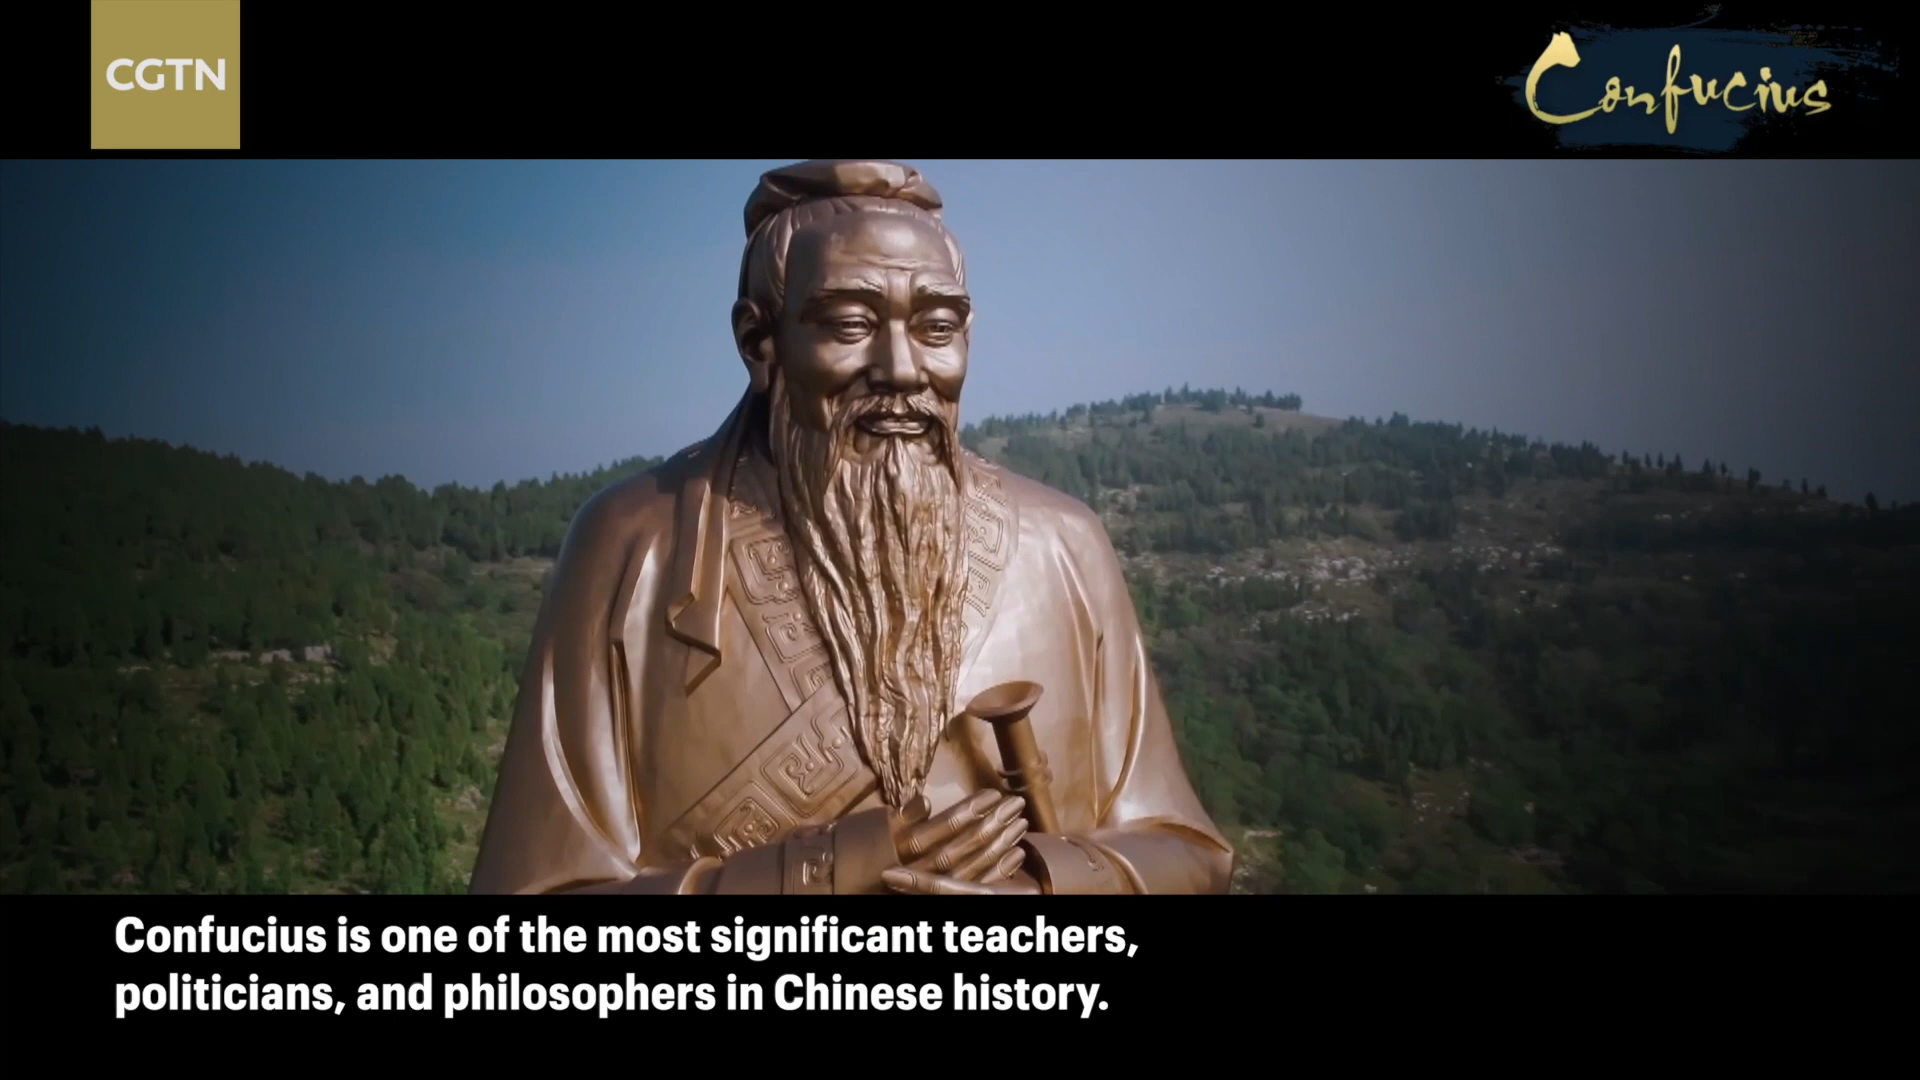 CGTN
Confucius
Confucius is one of the most significant teachers,
politicians, and philosophers in Chinese history.